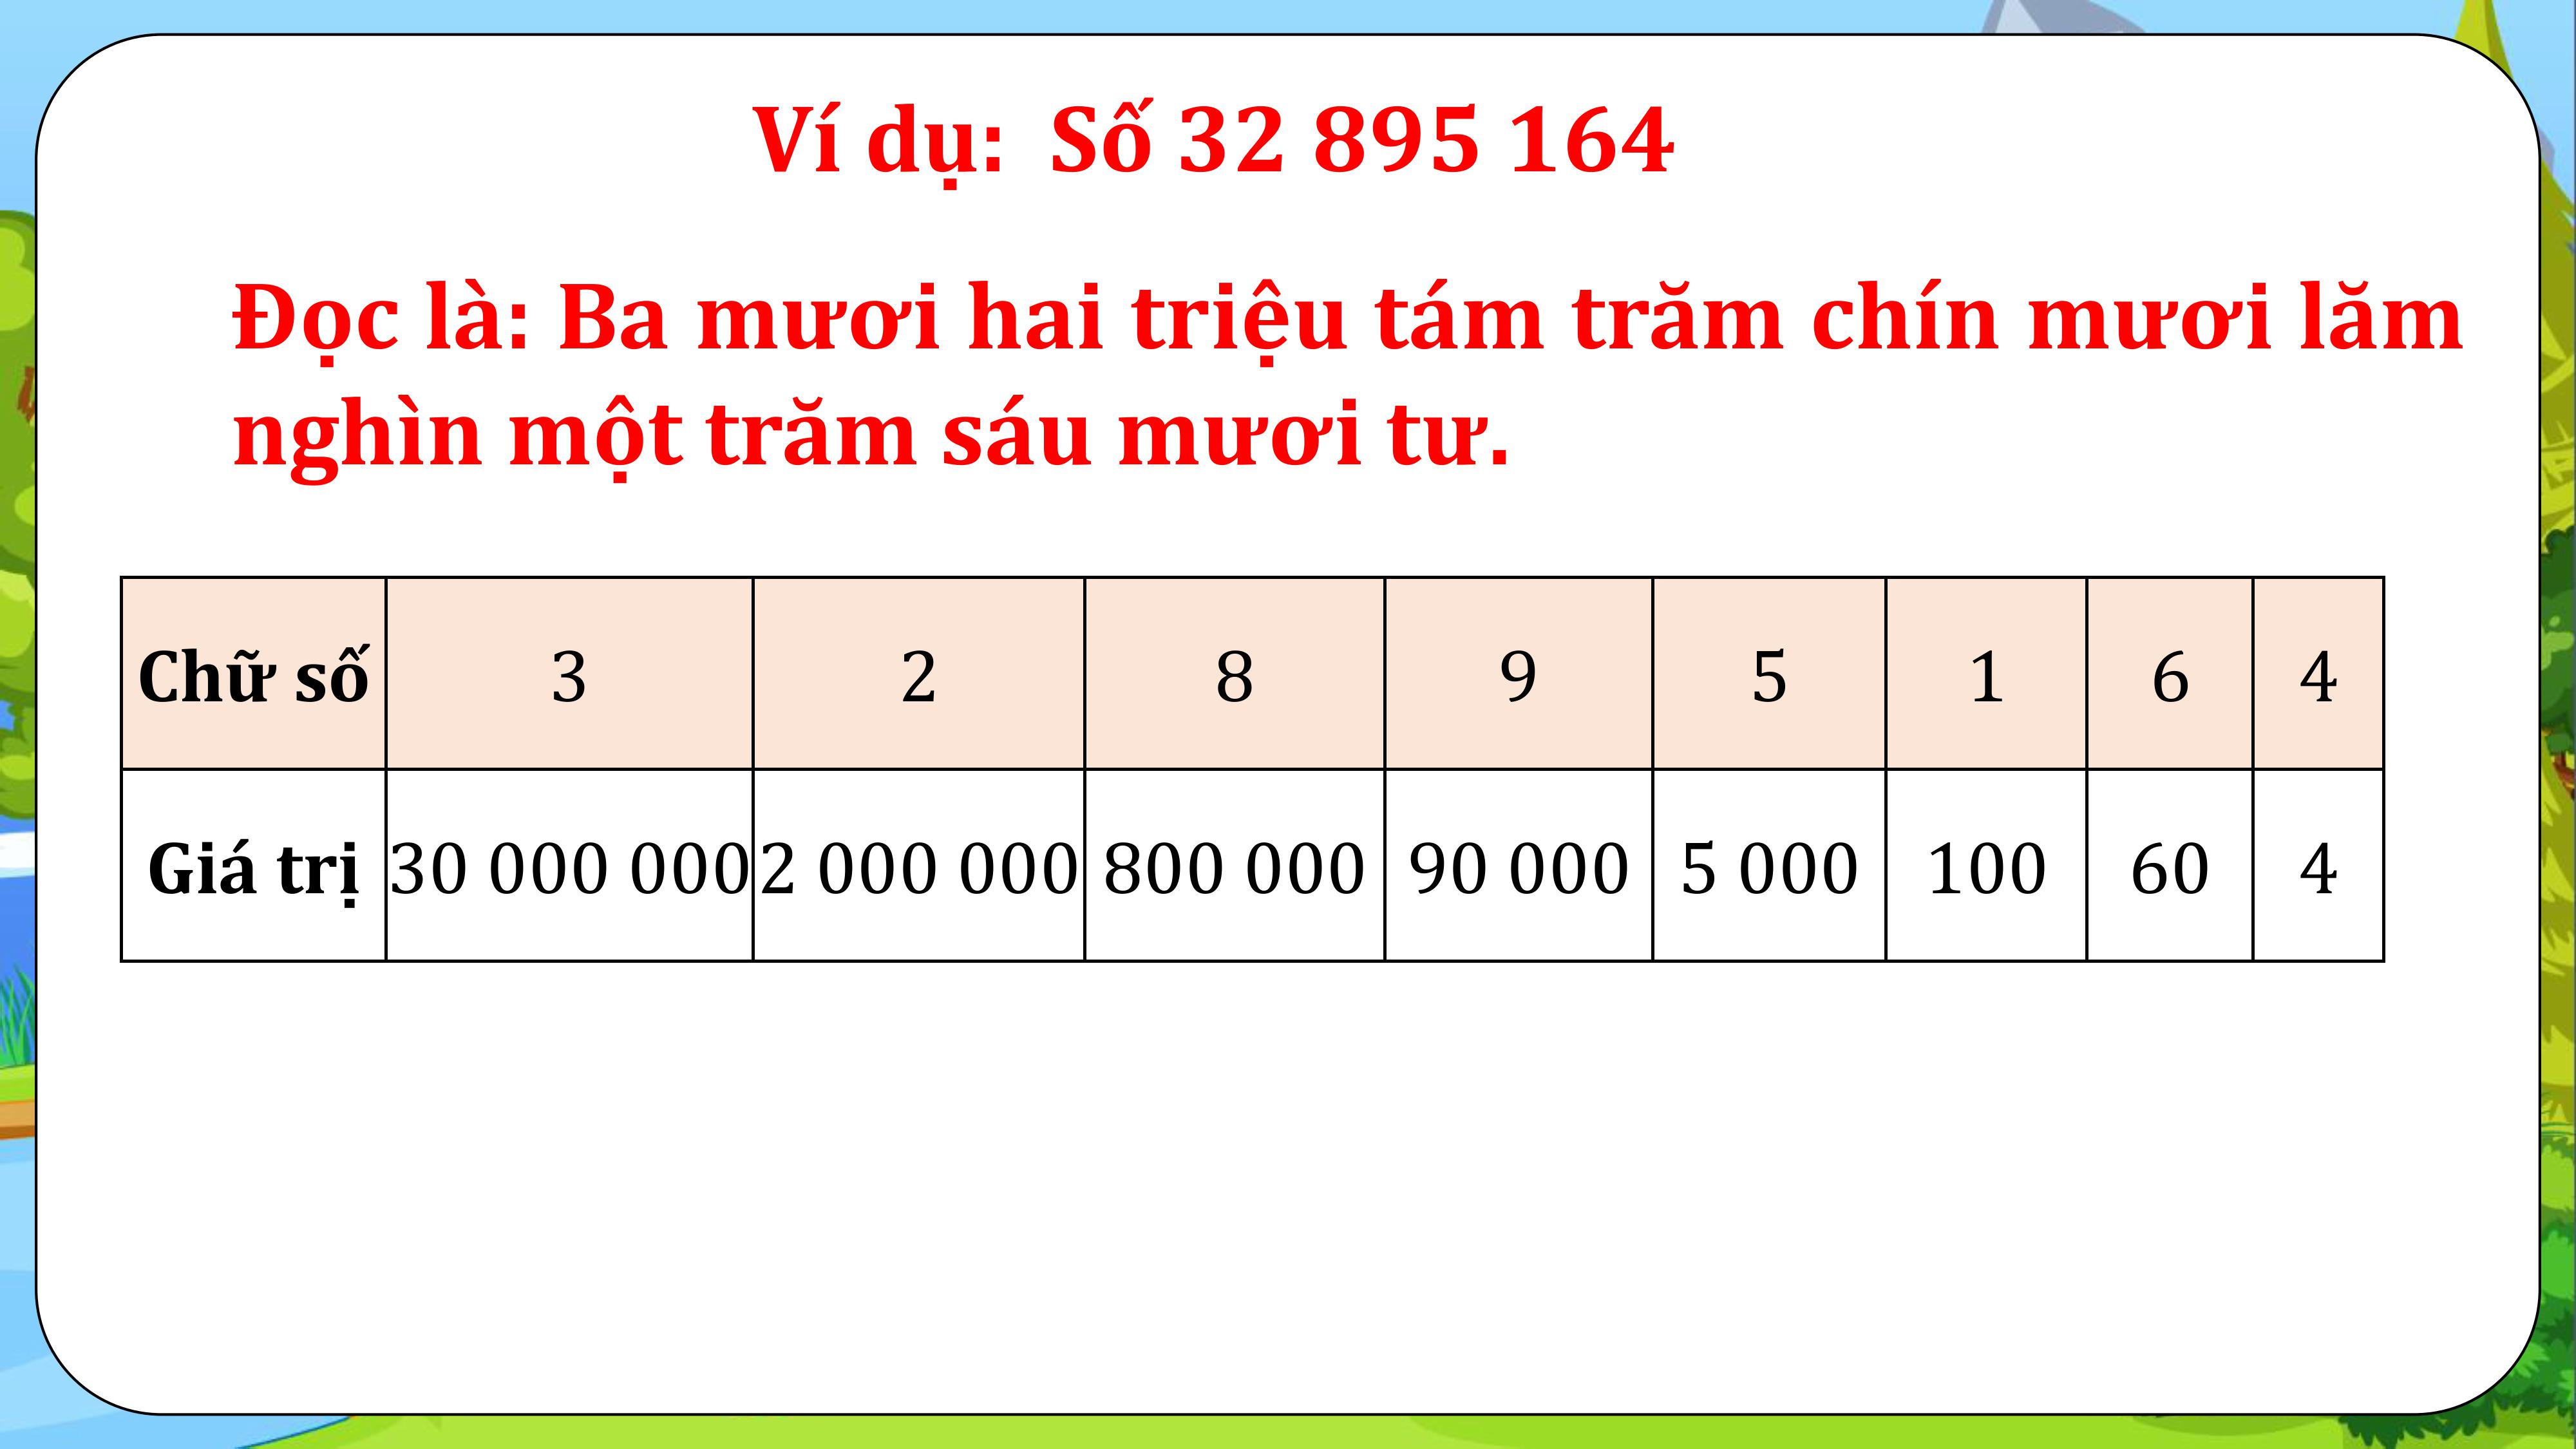 Ví dụ: Số 32 895 164
Đọc là: Ba mươi hai triệu tám trăm chín mươi lăm
nghìn một trăm sáu mươi tư.
Chữ số 3 2 8 9 5 1 6 4
Giá trị 30 000 000 2 000 000 800 000 90 000 5 000 100 60 4